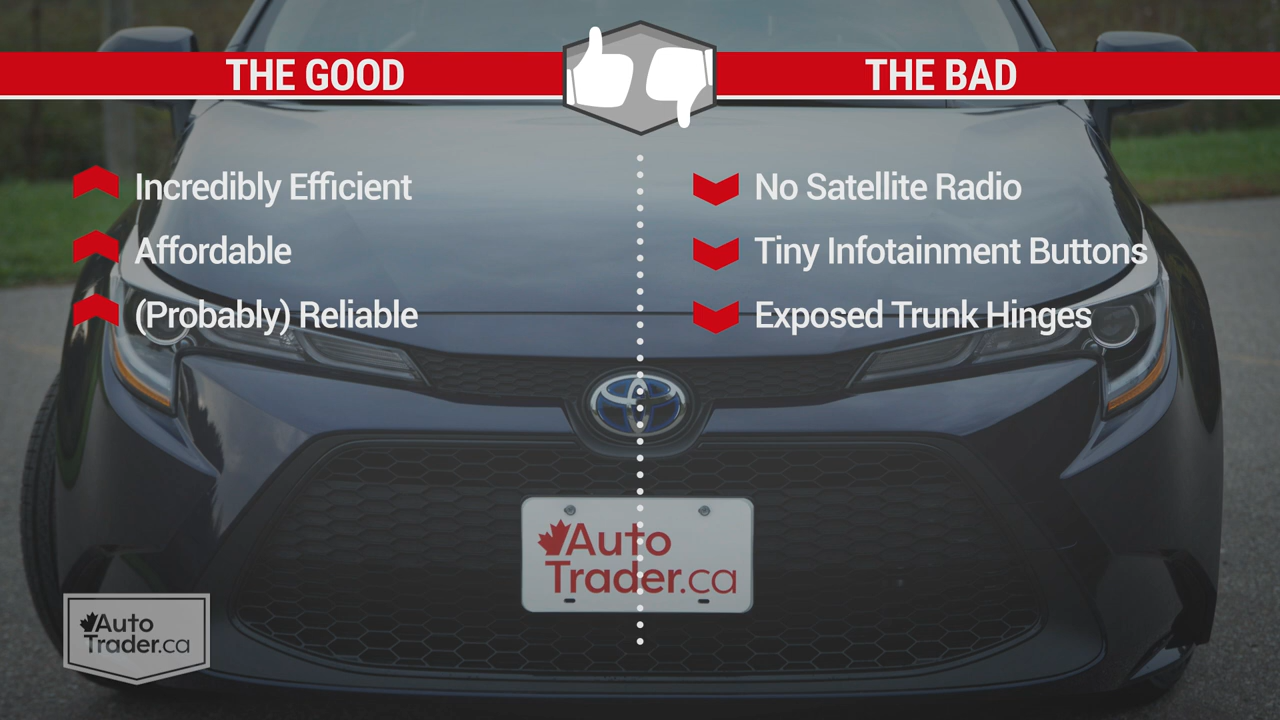 THE GOOD
THE BAD
Incredibly Efficient
Affordable
(Probably) Reliable
No Satellite Radio
Tiny Infotainment Buttons
Exposed Trunk Hinges
Auto
Trader.ca
Auto
Trader.ca